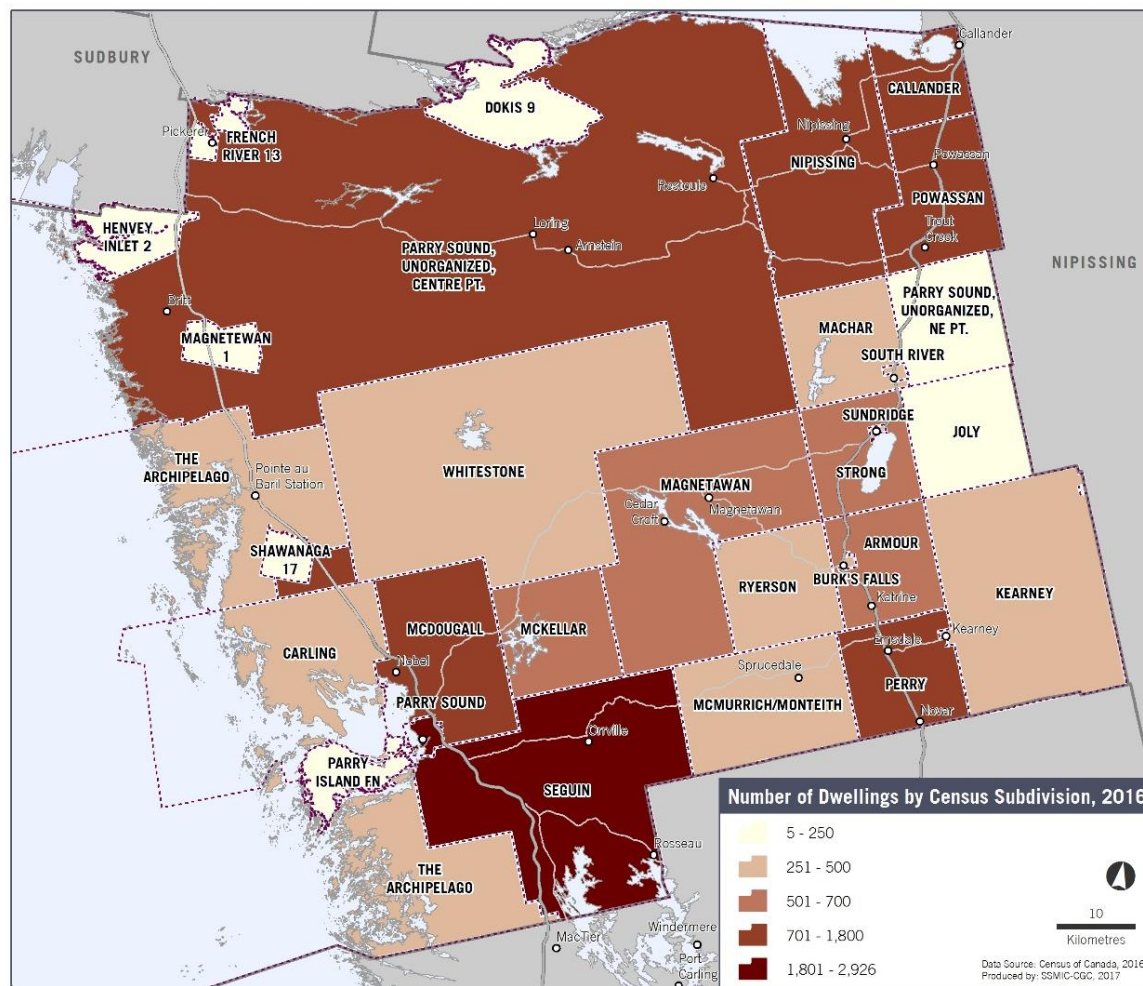 SUDBURY
Callander
CALLANDER
DOKIS 9
Pickerel
FRENCH
RIVER 13
Nipissing
NIPISSING
Powassan
POWASSAN
Restoule
Trout
Creek
HENVEY
INLET 2
Loring
Arnstein
PARRY SOUND,
UNORGANIZED,
CENTRE PT.
NIPISSING
Britt
MAGNETEWAN
1
PARRY SOUND,
UNORGANIZED,
NE PT.
MACHAR
SOUTH RIVER
SUNDRIDGE
JOLY
THE
ARCHIPELAGO
Pointe au
Baril Station
WHITESTONE
STRONG
MAGNETAWAN
Magnetawan
Cedar
Croft
SHAWANAGA
17
ARMOUR
RYERSON
BURK'S FALLS
KEARNEY
Katrine
MCDOUGALL
MCKELLAR
CARLING
Nobel
Emsdale
Kearney
Sprucedale
PERRY
MCMURRICH/MONTEITH
PARRY SOUND
Novar
Orrville
PARRY
ISLAND FN
SEGUIN
Rosseau
THE
ARCHIPELAGO
Windermere
MacTier
Port
Carling
Number of Dwellings by Census Subdivision, 2016
5 - 250
251 - 500
501 - 700
701 - 1,800
1,801 - 2,926
10
Kilometres
Data Source: Census of Canada, 2016
Produced by: SSMIC-CGC, 2017